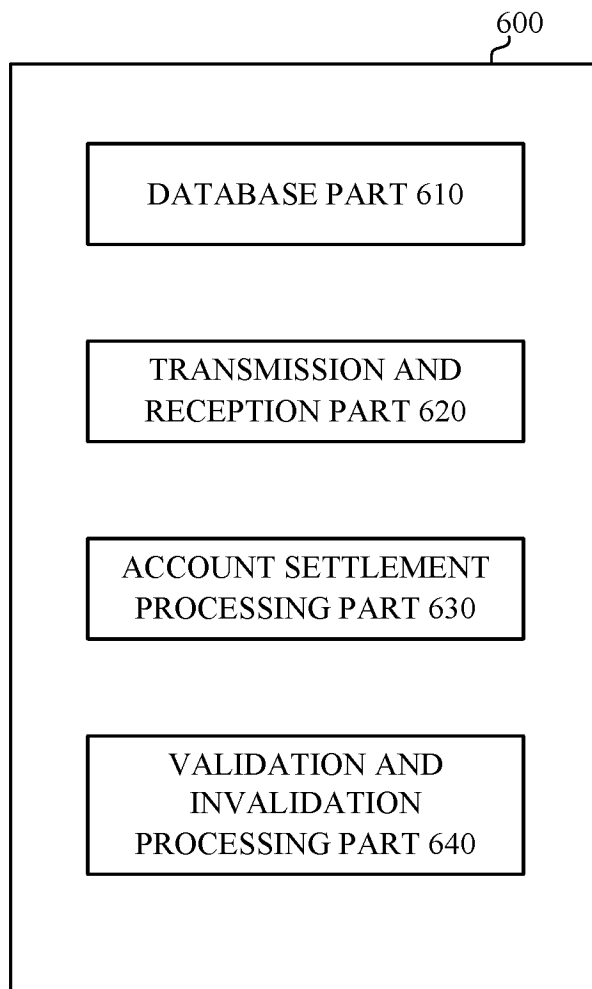 600
DATABASE PART 610
TRANSMISSION AND
RECEPTION PART 620
ACCOUNT SETTLEMENT
PROCESSING PART 630
VALIDATION AND
INVALIDATION
PROCESSING PART 640